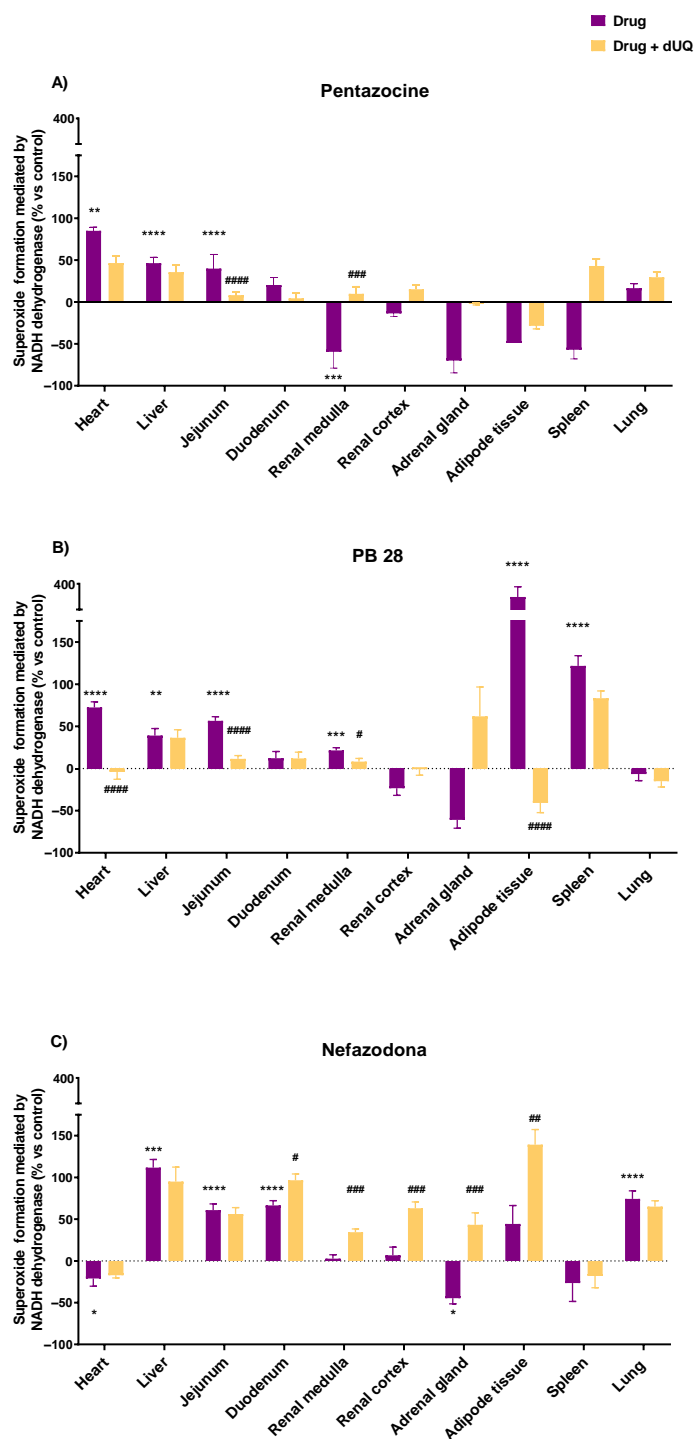 Drug
Drug + dUQ
A)
Pentazocine
Superoxide formation mediated by
NADH dehydrogenase (% vs control)
400
150
100
50
0
−50
−100
**
****
****
####
***
###
Heart
Liver
Jejunum
Duodenum
Renal medulla
Renal cortex
Adrenal gland
Adipode tissue
Spleen
Lung
B)
PB 28
Superoxide formation mediated by
NADH dehydrogenase (% vs control)
400
150
100
50
0
−50
−100
****
####
**
****
####
***
#
****
####
****
Heart
Liver
Jejunum
Duodenum
Renal medulla
Renal cortex
Adrenal gland
Adipode tissue
Spleen
Lung
C)
Nefazodona
Superoxide formation mediated by
NADH dehydrogenase (% vs control)
400
150
100
50
0
−50
−100
*
***
****
****
#
###
###
*
###
##
****
Heart
Liver
Jejunum
Duodenum
Renal medulla
Renal cortex
Adrenal gland
Adipode tissue
Spleen
Lung